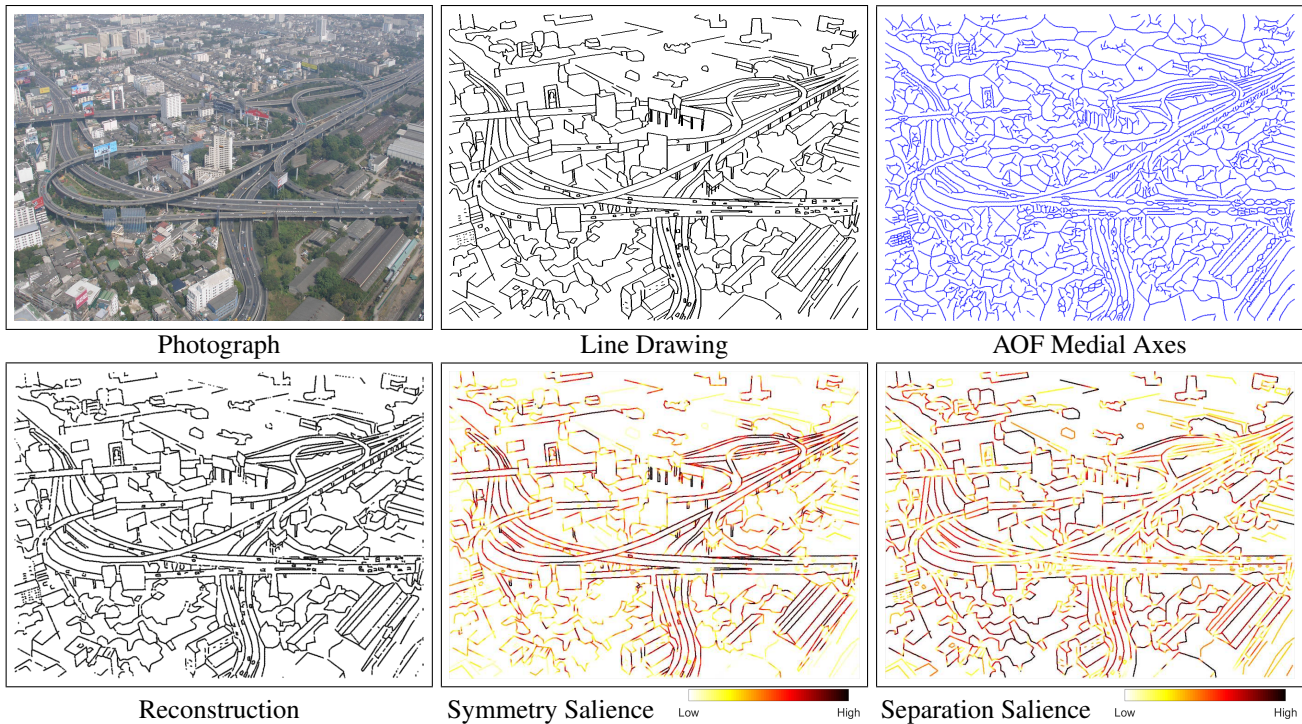 Photograph
Line Drawing
AOF Medial Axes
Reconstruction
Symmetry Salience
Low
High
Separation Salience
Low
High